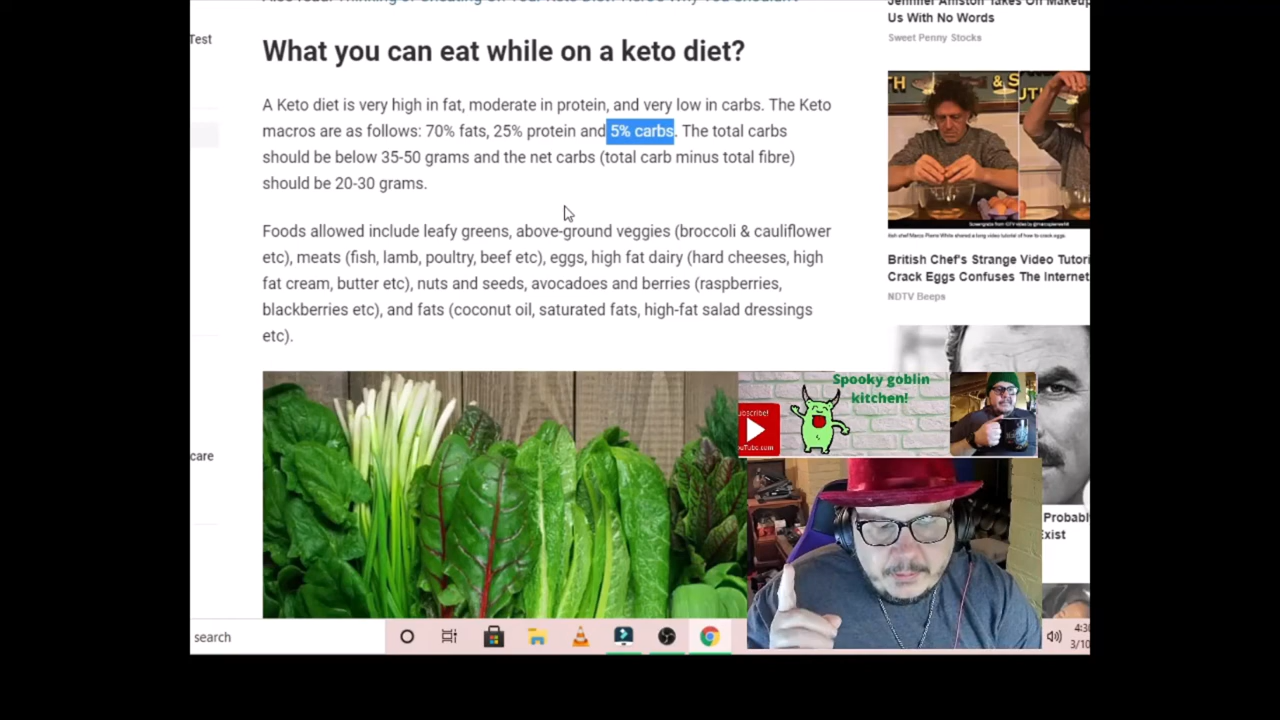 Test
What you can eat while on a keto diet?
A Keto diet is very high in fat, moderate in protein, and very low in carbs. The Keto
macros are as follows: 70% fats, 25% protein and 5% carbs. The total carbs
should be below 35-50 grams and the net carbs (total carb minus total fibre)
should be 20-30 grams.
Foods allowed include leafy greens, above-ground veggies (broccoli & cauliflower
etc), meats (fish, lamb, poultry, beef etc), eggs, high fat dairy (hard cheeses, high
fat cream, butter etc), nuts and seeds, avocadoes and berries (raspberries,
blackberries etc), and fats (coconut oil, saturated fats, high-fat salad dressings
etc).
care
Us With No Words
Sweet Penny Stocks
British Chef's Strange Video Tutori
Crack Eggs Confuses The Internet
NDTV Beeps
Spooky goblin
kitchen!
Probabl
Exist
search
4:3
3/10